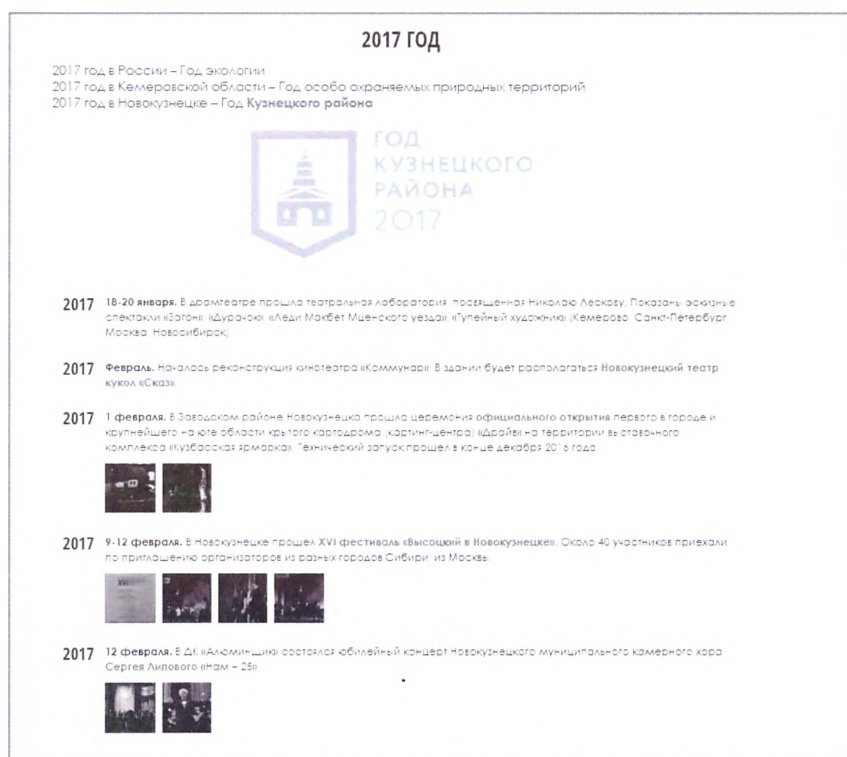 2017 ГОД
2017 год в России – Год экологии
2017 год в Кемеровской области – Год особо охраняемых природных территорий
2017 год в Новокузнецке – Год Кузнецкого района
ГОД
КУЗНЕЦКОГО
РАЙОНА
2017
2017 18-20 января. В драмтеатре прошла театральная лаборатория, посвященная Николаю Лескову. Показаны эскизные
спектакли «Загон», «Дурачок», «Леди Макбет Мценского уезда», «Тупейный художник» (Кемерово, Санкт-Петербург,
Москва, Новосибирск)
2017 Февраль. Началась реконструкция кинотеатра «Коммунар». В здании будет располагаться Новокузнецкий театр
кукол «Сказ».
2017 1 февраля. В Заводском районе Новокузнецка прошла церемония официального открытия первого в городе и
крупнейшего на юге области крытого картодрома (картинг-центра) «Драйв» на территории выставочного
комплекса «Кузбасская ярмарка». Технический запуск прошел в конце декабря 2016 года
2017 9-12 февраля. В Новокузнецке прошел XVI фестиваль «Высоцкий в Новокузнецке». Около 40 участников приехали
по приглашению организаторов из разных городов Сибири, из Москвы
2017 12 февраля. В ДК «Алюминщик» состоялся юбилейный концерт Новокузнецкого муниципального камерного хора
Сергея Липового «Нам – 25»